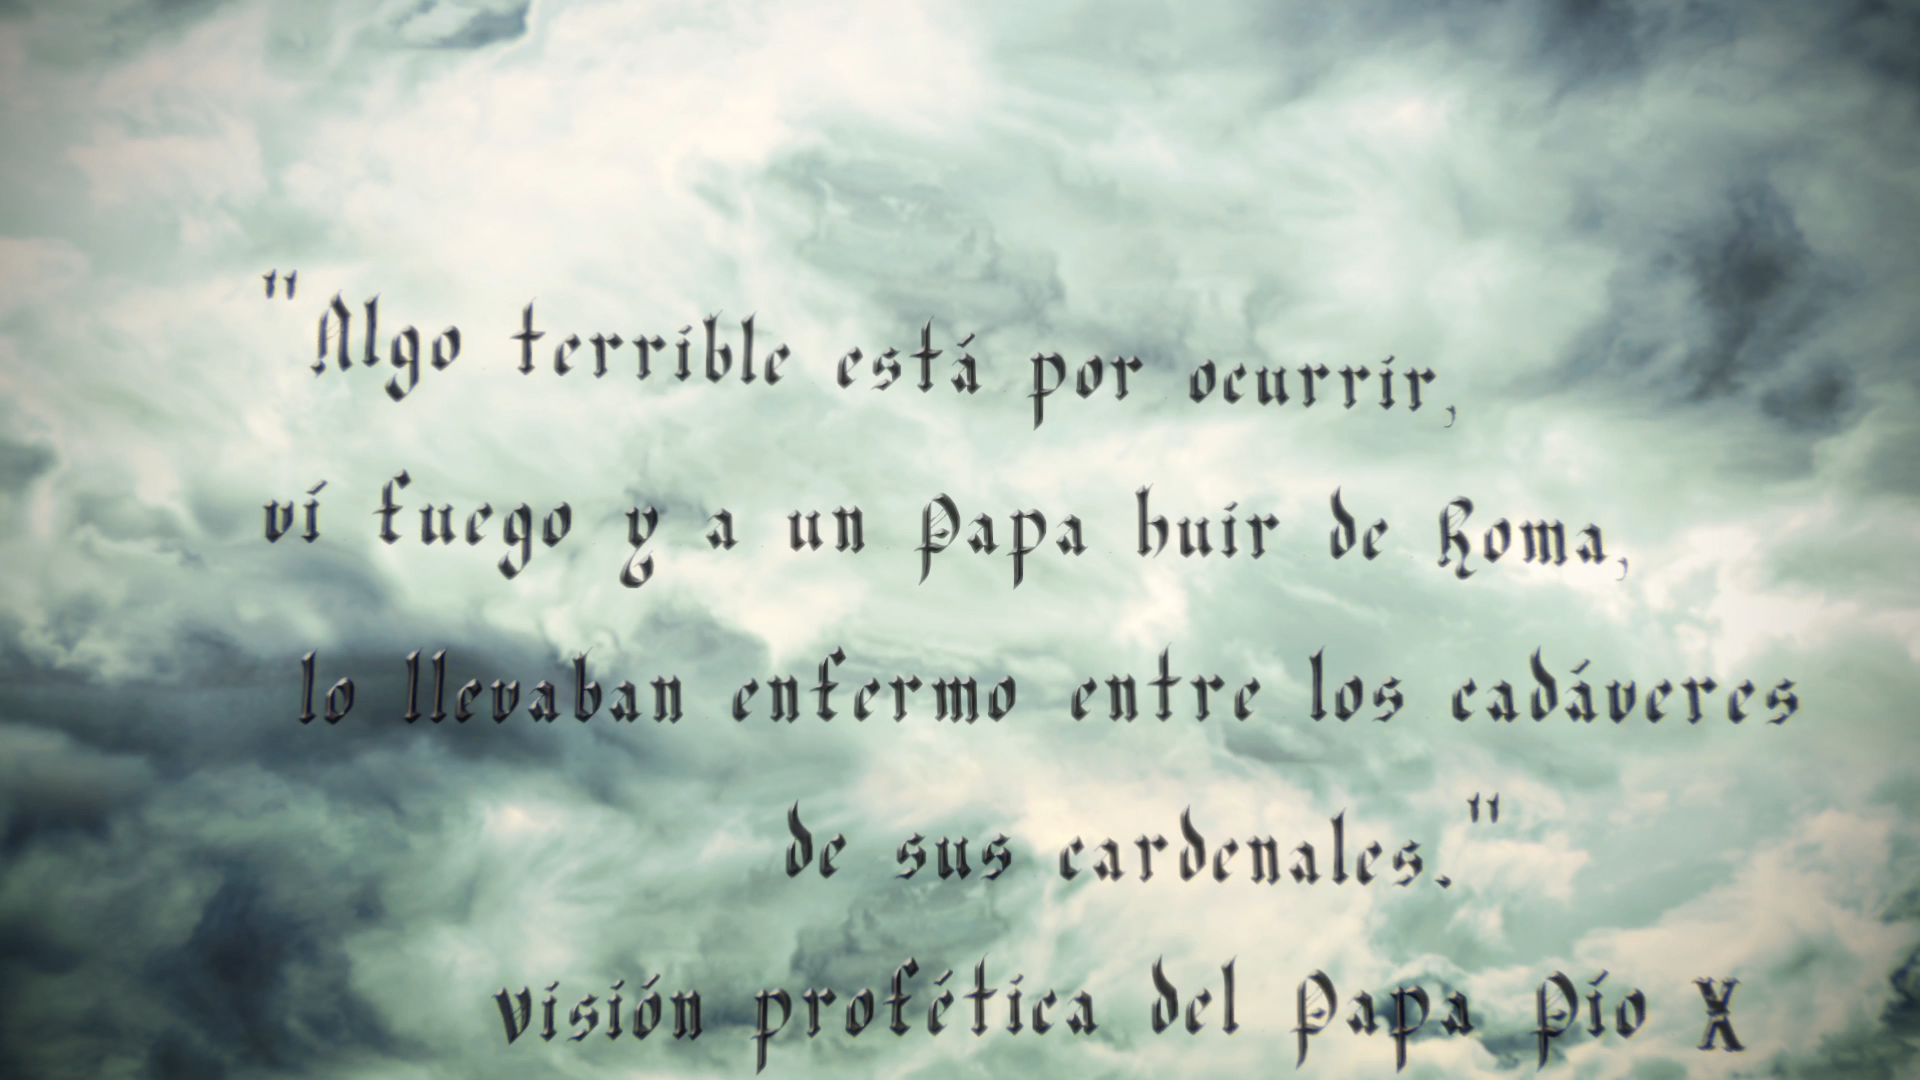 "Algo terrible está por ocurrir,
ví fuego y a un Papa huir de Roma,
lo llevaban enfermo entre los cadáveres
de sus cardenales."
visión profética del Papa Pío X